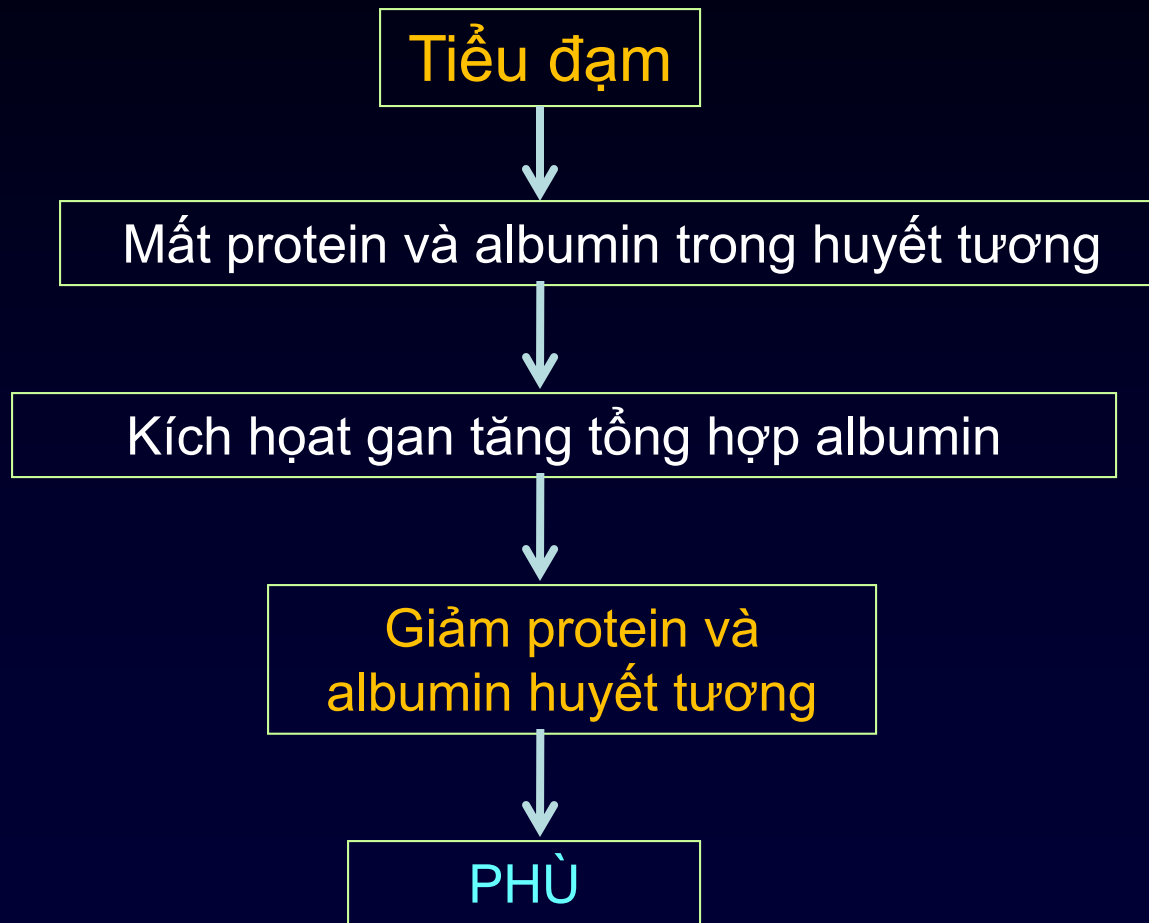 Tiểu đạm
Mất protein và albumin trong huyết tương
Kích họat gan tăng tổng hợp albumin
Giảm protein và
albumin huyết tương
PHÙ